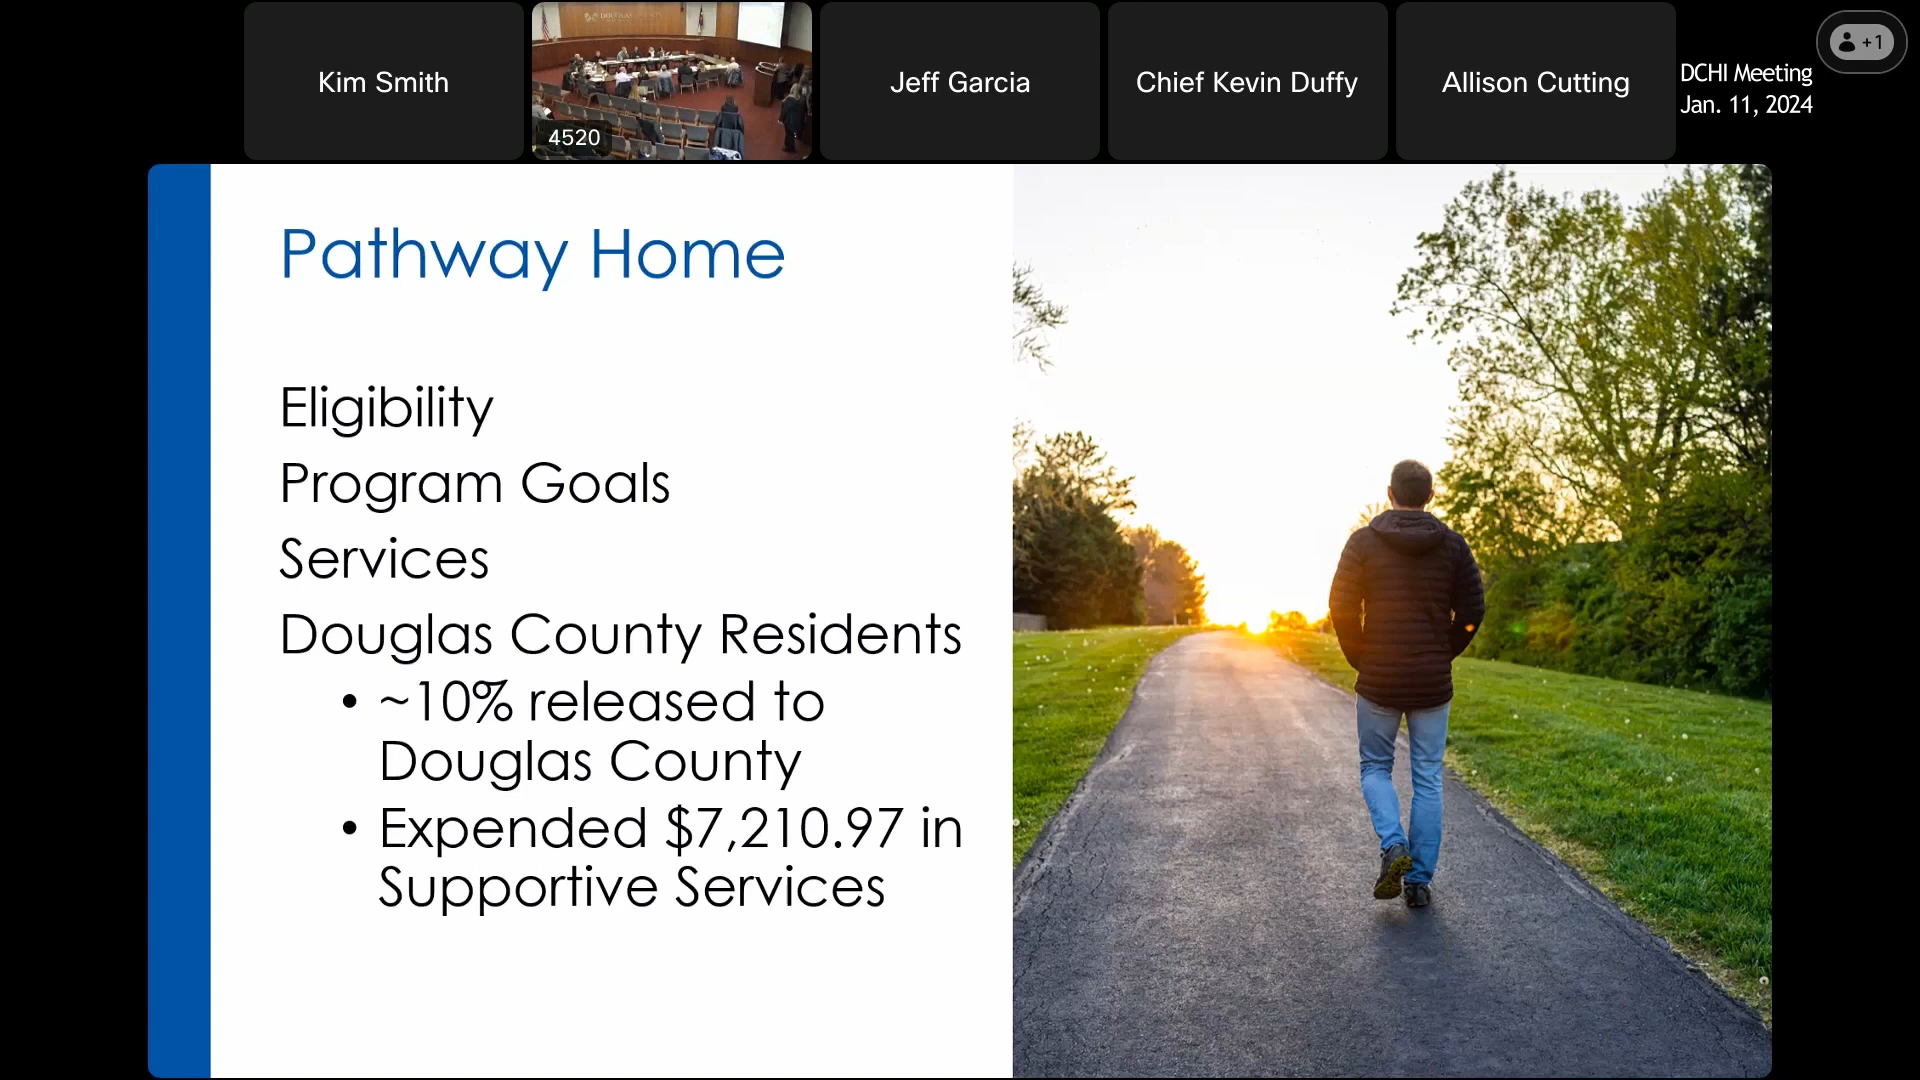 Kim Smith
4520
Jeff Garcia
Chief Kevin Duffy
Allison Cutting
+1
DCHI Meeting
Jan. 11, 2024
Pathway Home
Eligibility
Program Goals
Services
Douglas County Residents
• ~10% released to
Douglas County
• Expended $7,210.97 in
Supportive Services